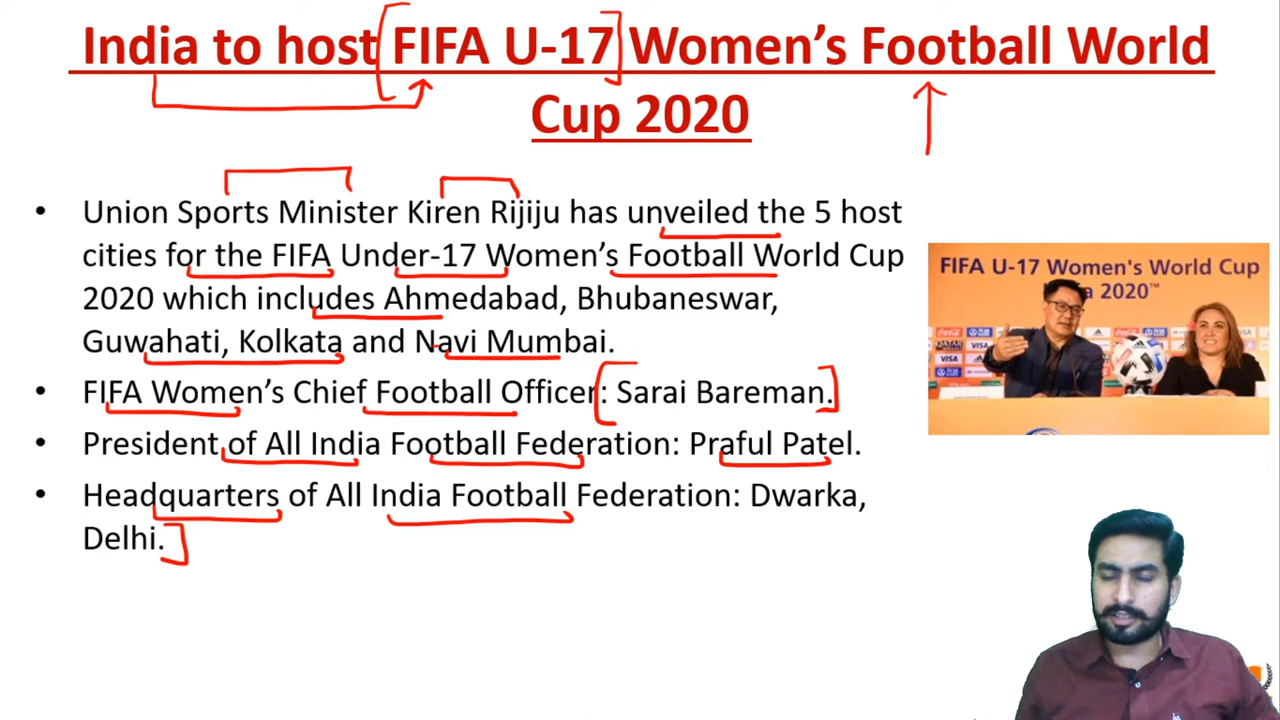 India to host FIFA U-17 Women's Football World
Cup 2020
• Union Sports Minister Kiren Rijiju has unveiled the 5 host
cities for the FIFA Under-17 Women's Football World Cup
2020 which includes Ahmedabad, Bhubaneswar,
Guwahati, Kolkata and Navi Mumbai.
• FIFA Women's Chief Football Officer: Sarai Bareman.
• President of All India Football Federation: Praful Patel.
• Headquarters of All India Football Federation: Dwarka,
Delhi.
FIFA U-17 Women's World Cup
2020™
VISA
VISA